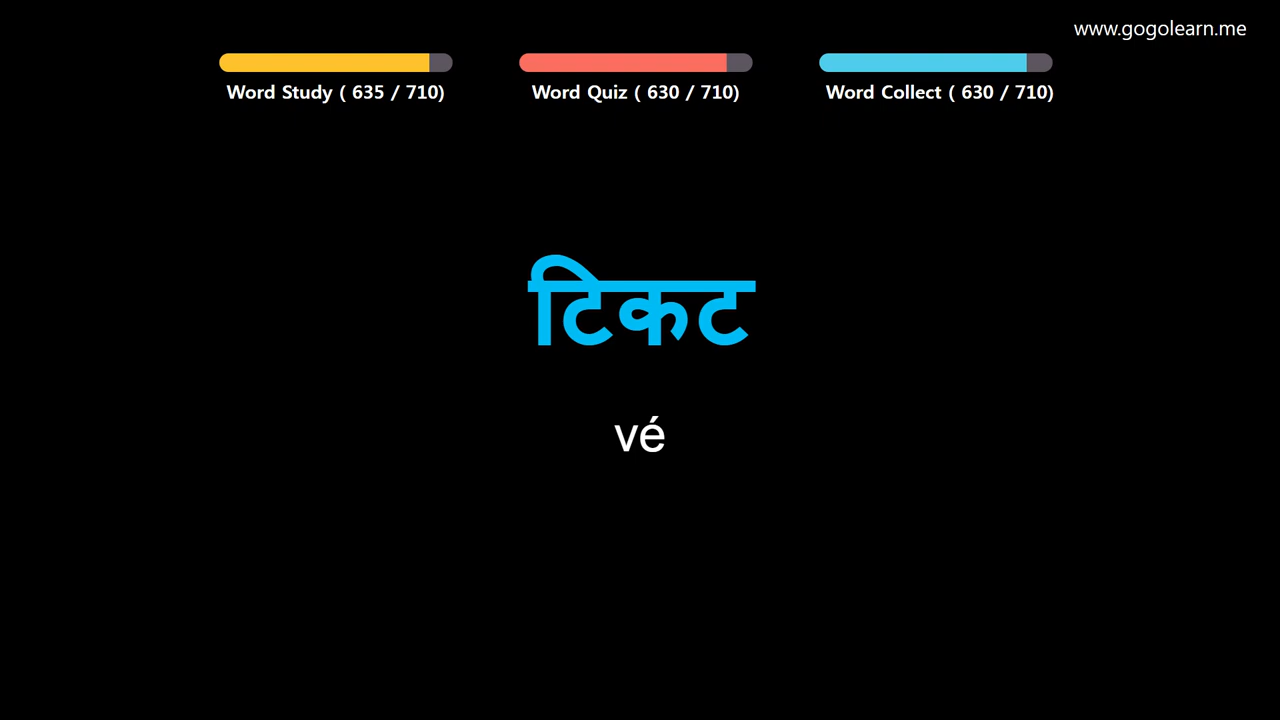 www.gogolearn.me
Word Study ( 635 / 710)
Word Quiz ( 630 / 710)
Word Collect ( 630 / 710)
टिकट
vé